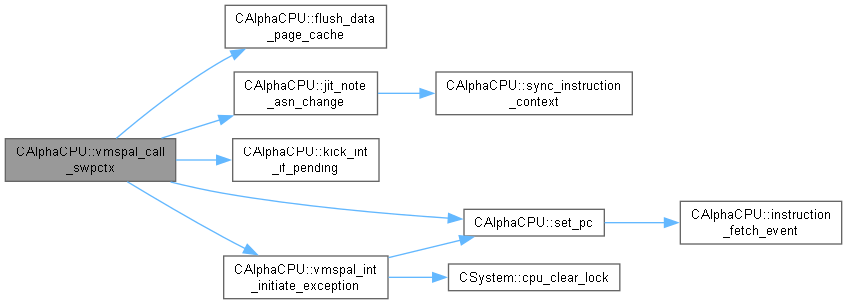 CAlphaCPU::flush_data
_page_cache
CAlphaCPU::jit_note
_asn_change
CAlphaCPU::sync_instruction
_context
CAlphaCPU::vmspal_call
_swpctx
CAlphaCPU::kick_int
_if_pending
CAlphaCPU::set_pc
CAlphaCPU::instruction
_fetch_event
CAlphaCPU::vmspal_int
_initiate_exception
CSystem::cpu_clear_lock